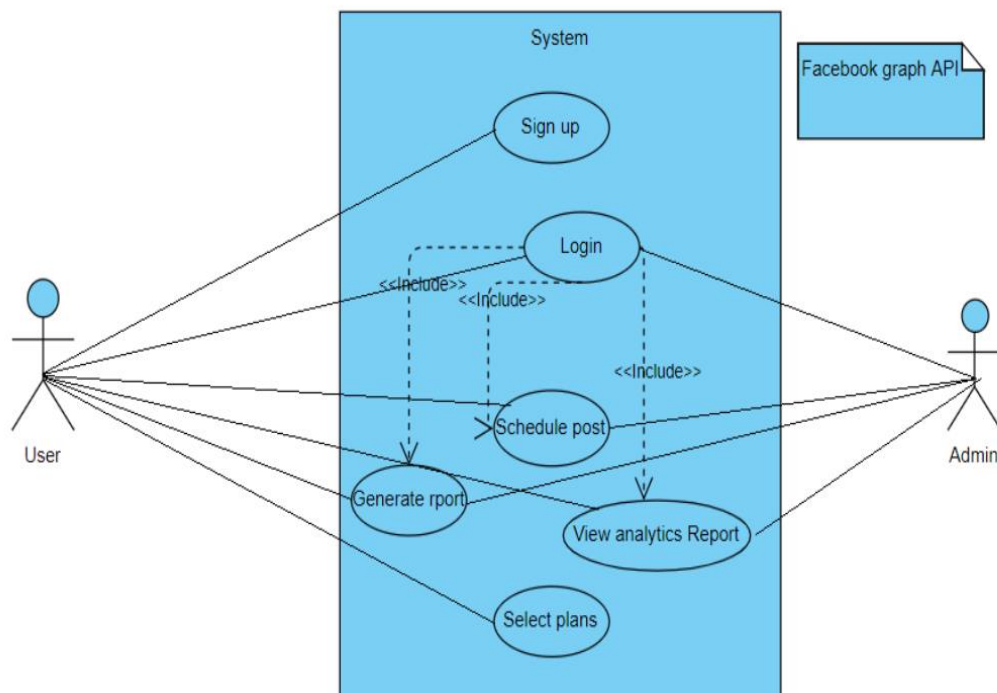 System
Facebook graph API
Sign up
Login
<<Include>>
<<Include>>
<<Include>>
Schedule post
User
Admin
Generate rport
View analytics Report
Select plans